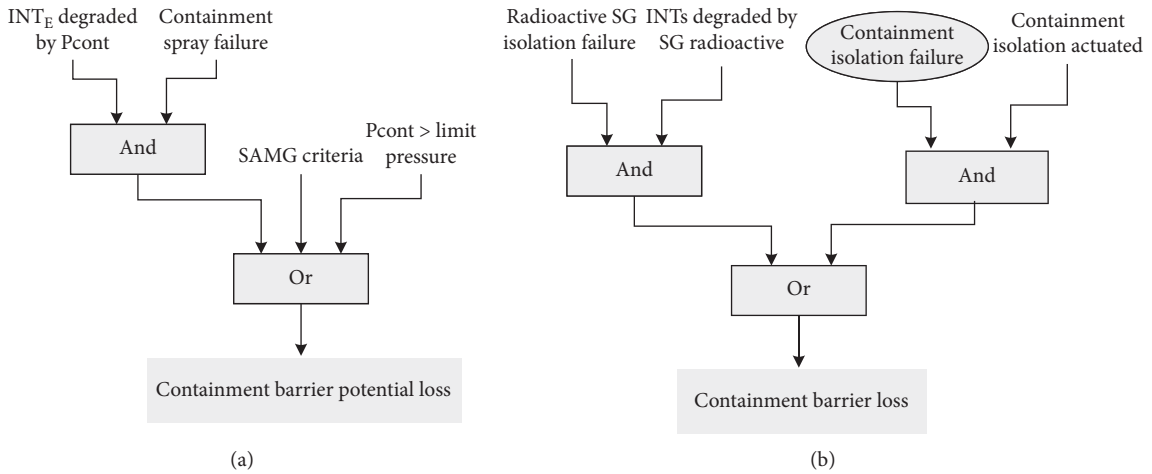 INTE degraded
by Pcont
Containment
spray failure
And
SAMG criteria
Pcont > limit
pressure
Or
Containment barrier potential loss
(a)
Radioactive SG
isolation failure
INTs degraded by
SG radioactive
Containment
isolation failure
Containment
isolation actuated
And
And
Or
Containment barrier loss
(b)